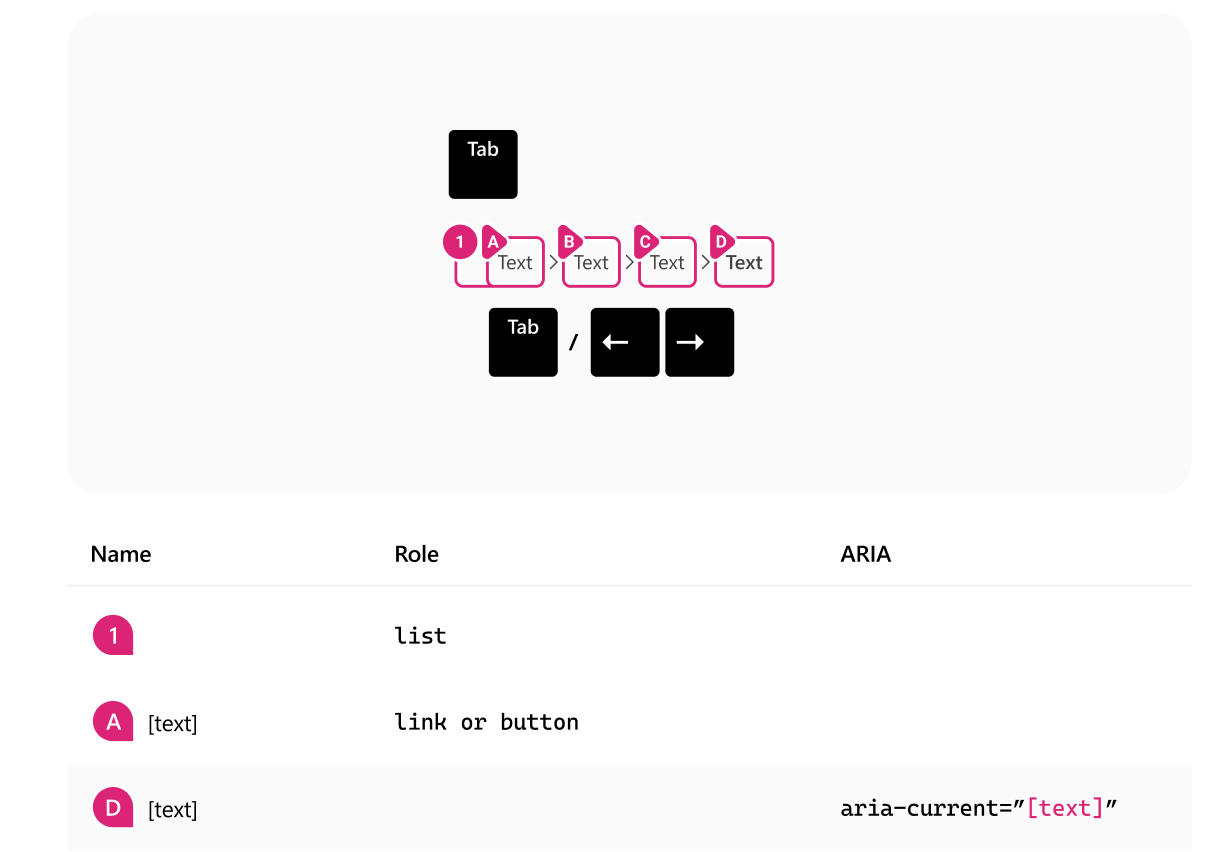 Tab
1 A Text > B Text > C Text > D Text
Tab / ← →
Name Role ARIA
1 list
A [text] link or button
D [text] aria-current=”[text]”